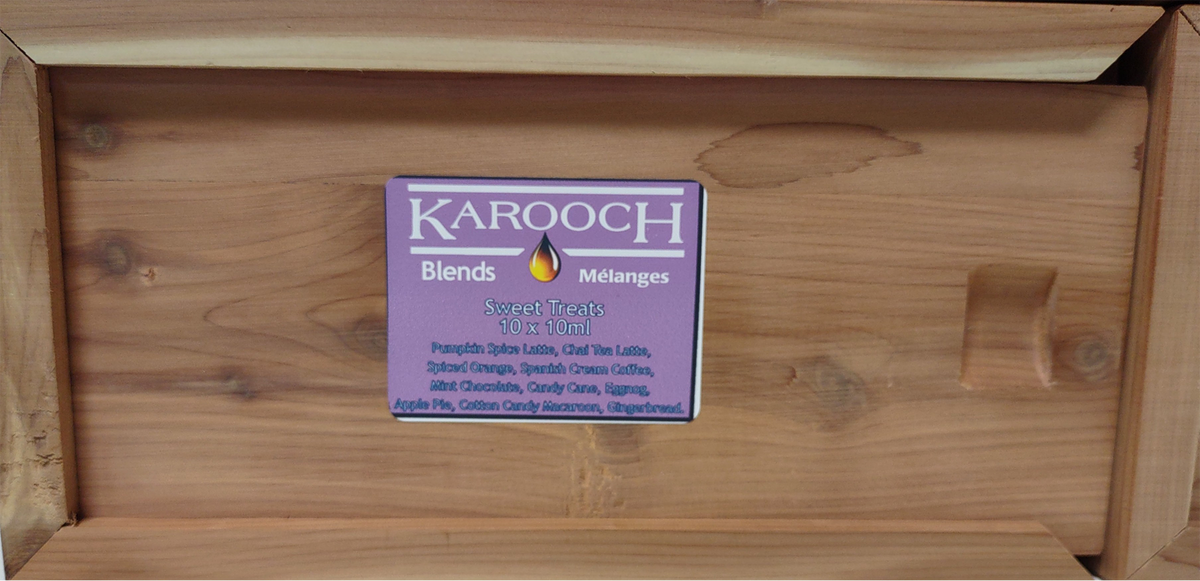 KAROOCH
Blends Mélanges
Sweet Treats
10 x 10ml
Pumpkin Spice Latte, Chai Tea Latte,
Spiced Orange, Spanish Cream Coffee,
Mint Chocolate, Candy Cane, Eggnog,
Apple Pie, Cotton Candy Macaroon, Gingerbread.